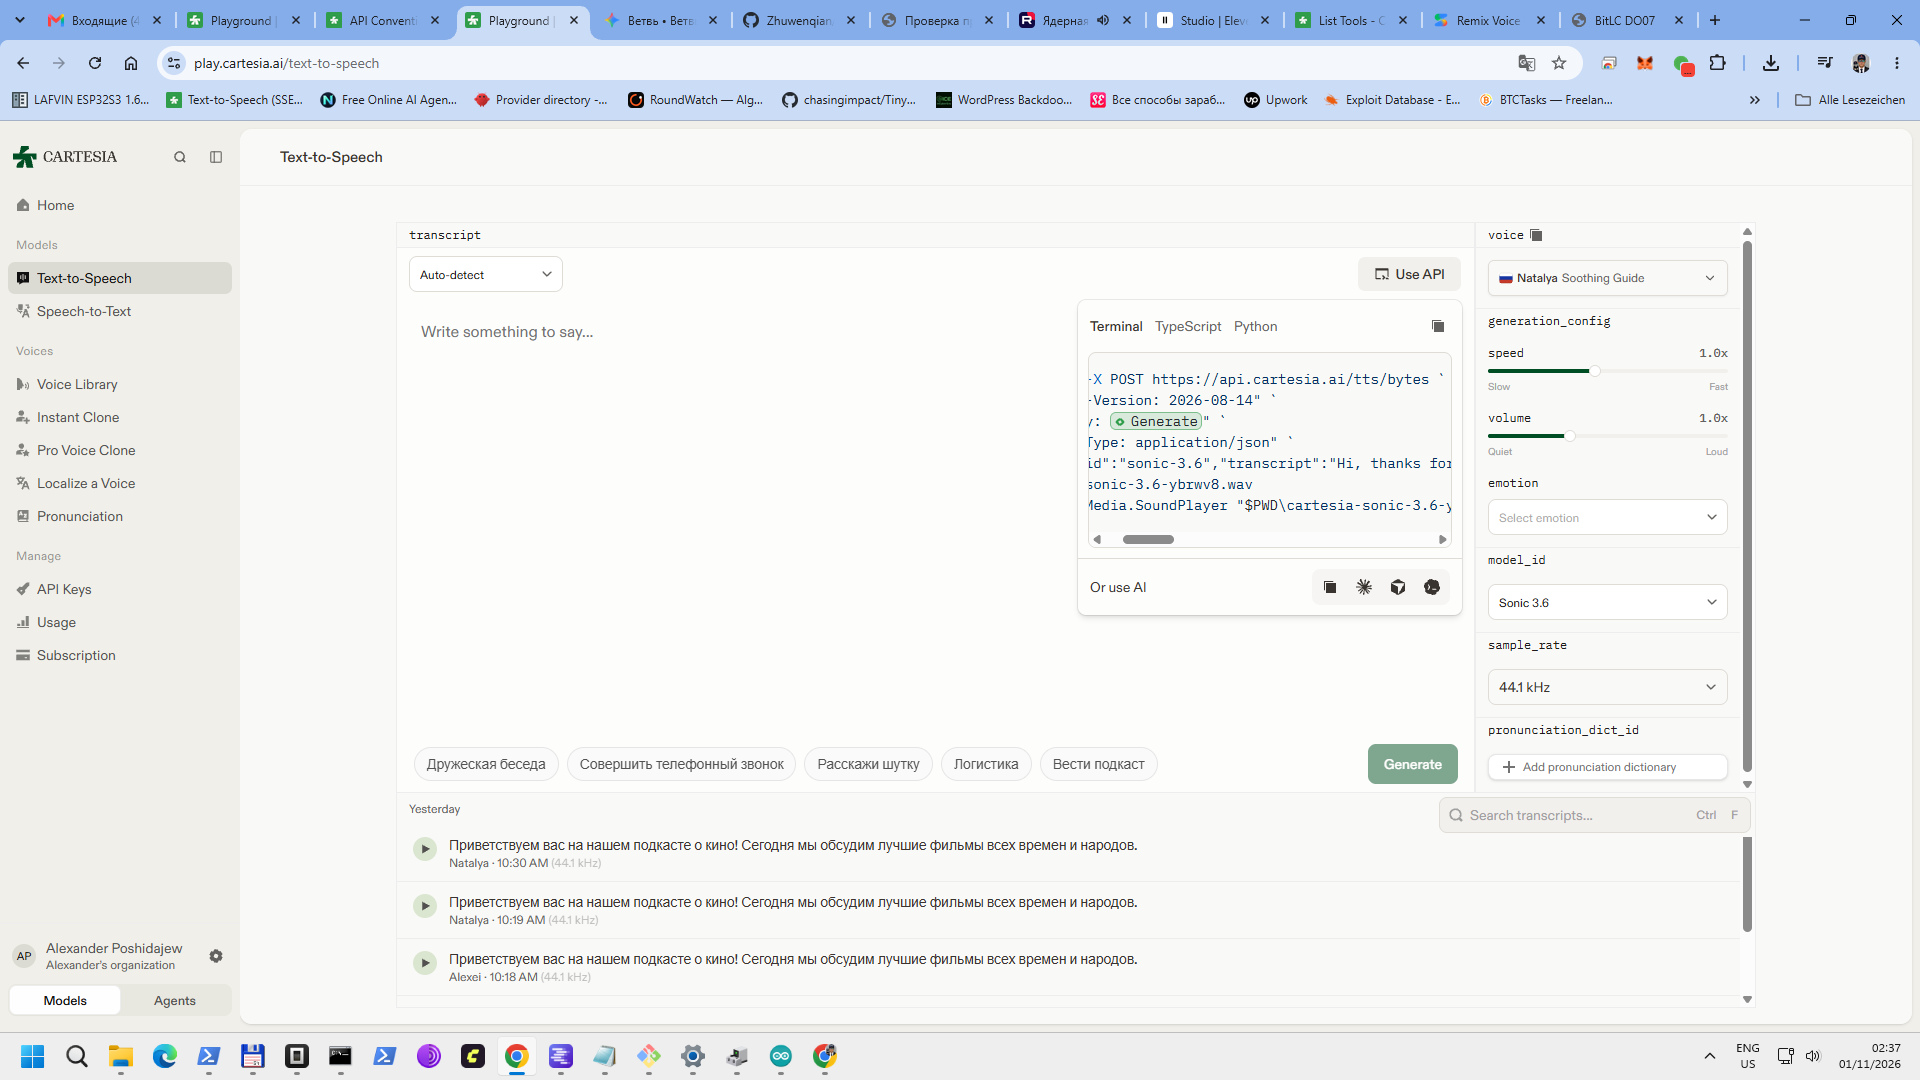 Входящие (4
Playground
API Conventi
Playground
Ветвь • Ветв
Zhuwenqian
Проверка п
Ядерная
Studio | Elev
List Tools - C
Remix Voice
BitLC DO07
play.cartesia.ai/text-to-speech
LAFVIN ESP32S3 1.6...
Text-to-Speech (SSE...
Free Online AI Agen...
Provider directory -...
RoundWatch — Alg...
chasingimpact/Tiny...
WordPress Backdoo...
Все способы зараб...
Upwork
Exploit Database - E...
BTCTasks — Freelan...
Alle Lesezeichen
CARTESIA
Home
Models
Text-to-Speech
Speech-to-Text
Voices
Voice Library
Instant Clone
Pro Voice Clone
Localize a Voice
Pronunciation
Manage
API Keys
Usage
Subscription
AP
Alexander Poshidajew
Alexander's organization
Models
Agents
Text-to-Speech
transcript
Auto-detect
Use API
Write something to say...
Terminal
TypeScript
Python
-X POST https://api.cartesia.ai/tts/bytes `
-Version: 2026-08-14" `
y: Generate" `
Type: application/json" `
id":"sonic-3.6","transcript":"Hi, thanks for
sonic-3.6-ybrwv8.wav
Media.SoundPlayer "$PWD\cartesia-sonic-3.6-y
Or use AI
Дружеская беседа
Совершить телефонный звонок
Расскажи шутку
Логистика
Вести подкаст
Generate
voice
Natalya Soothing Guide
generation_config
speed
1.0x
Slow
Fast
volume
1.0x
Quiet
Loud
emotion
Select emotion
model_id
Sonic 3.6
sample_rate
44.1 kHz
pronunciation_dict_id
Add pronunciation dictionary
Yesterday
Search transcripts...
Ctrl F
Приветствуем вас на нашем подкасте о кино! Сегодня мы обсудим лучшие фильмы всех времен и народов.
Natalya · 10:30 AM (44.1 kHz)
Приветствуем вас на нашем подкасте о кино! Сегодня мы обсудим лучшие фильмы всех времен и народов.
Natalya · 10:19 AM (44.1 kHz)
Приветствуем вас на нашем подкасте о кино! Сегодня мы обсудим лучшие фильмы всех времен и народов.
Alexei · 10:18 AM (44.1 kHz)
ENG
US
02:37
01/11/2026